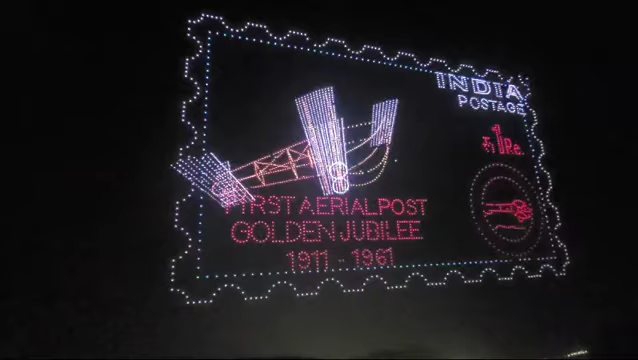 INDIA
POSTAGE
रु 1 Re.
FIRST AERIAL POST
GOLDEN JUBILEE
1911 - 1961